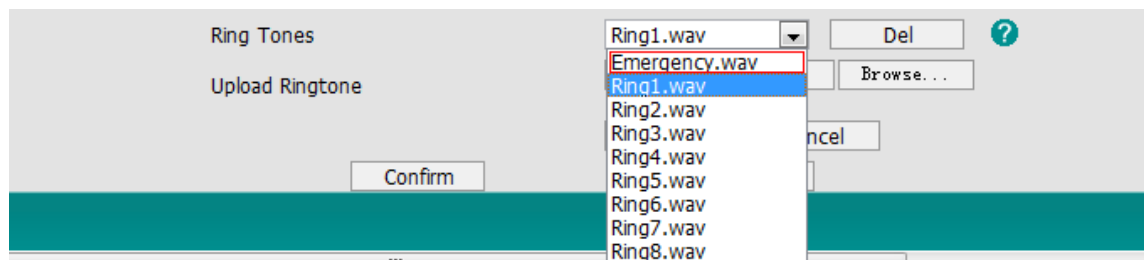 Ring Tones Ring1.wav Del ?
Emergency.wav
Upload Ringtone Ring1.wav Browse...
Ring2.wav
Ring3.wav ncel
Ring4.wav
Confirm Ring5.wav
Ring6.wav
Ring7.wav
Ring8.wav